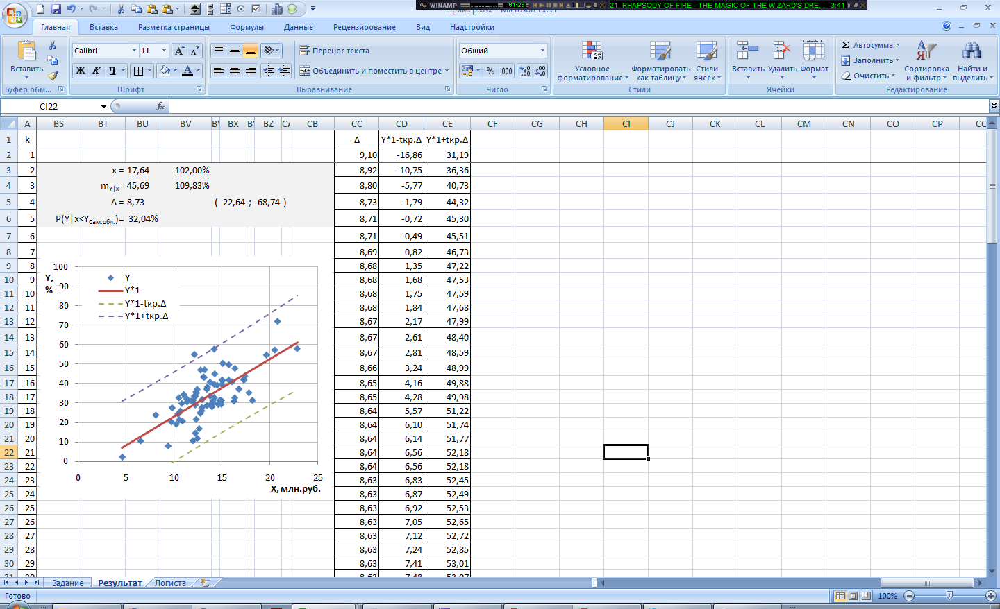 WINAMP 01:26 21. RHAPSODY OF FIRE - THE MAGIC OF THE WIZARD'S DRE... 3:41
Пример.xlsx - Microsoft Excel
Главная Вставка Разметка страницы Формулы Данные Рецензирование Вид Надстройки
Calibri 11 Перенос текста Общий Автосумма
Вставить Ж К Ч Объединить и поместить в центре % 000 Условное форматирование Форматировать как таблицу Стили ячеек Вставить Удалить Формат Заполнить Очистить Сортировка и фильтр Найти и выделить
Буфер обм... Шрифт Выравнивание Число Стили Ячейки Редактирование
CI22 fx
A BS BT BU BV BX BZ CB CC CD CE CF CG CH CI CJ CK CL CM CN CO CP
1 k Δ Y*1-tкр.Δ Y*1+tкр.Δ
2 1 9,10 -16,86 31,19
3 2 x = 17,64 102,00% 8,92 -10,75 36,36
4 3 mY|x= 45,69 109,83% 8,80 -5,77 40,73
5 4 Δ = 8,73 ( 22,64 ; 68,74 ) 8,73 -1,79 44,32
6 5 P(Y|x<YСам.обл.)= 32,04% 8,71 -0,72 45,30
7 6 8,71 -0,49 45,51
8 7 8,69 0,82 46,73
9 8 8,68 1,35 47,22
10 9 8,68 1,68 47,53
11 10 8,68 1,75 47,59
12 11 8,68 1,84 47,68
13 12 8,67 2,17 47,99
14 13 8,67 2,61 48,40
15 14 8,67 2,81 48,59
16 15 8,66 3,24 48,99
17 16 8,65 4,16 49,88
18 17 8,65 4,28 49,98
19 18 8,64 5,57 51,22
20 19 8,64 6,10 51,74
21 20 8,64 6,14 51,77
22 21 8,64 6,56 52,18
23 22 8,64 6,56 52,18
24 23 8,63 6,83 52,45
25 24 8,63 6,87 52,49
26 25 8,63 6,92 52,53
27 26 8,63 7,05 52,65
28 27 8,63 7,12 52,72
29 28 8,63 7,24 52,85
30 29 8,63 7,41 53,01
31 30 8,63 7,48 53,07
Y, %
100
90
80
70
60
50
40
30
20
10
0
Y
Y*1
Y*1-tкр.Δ
Y*1+tкр.Δ
0 5 10 15 20 25
X, млн.руб.
Задание Результат Логиста
Готово 100%